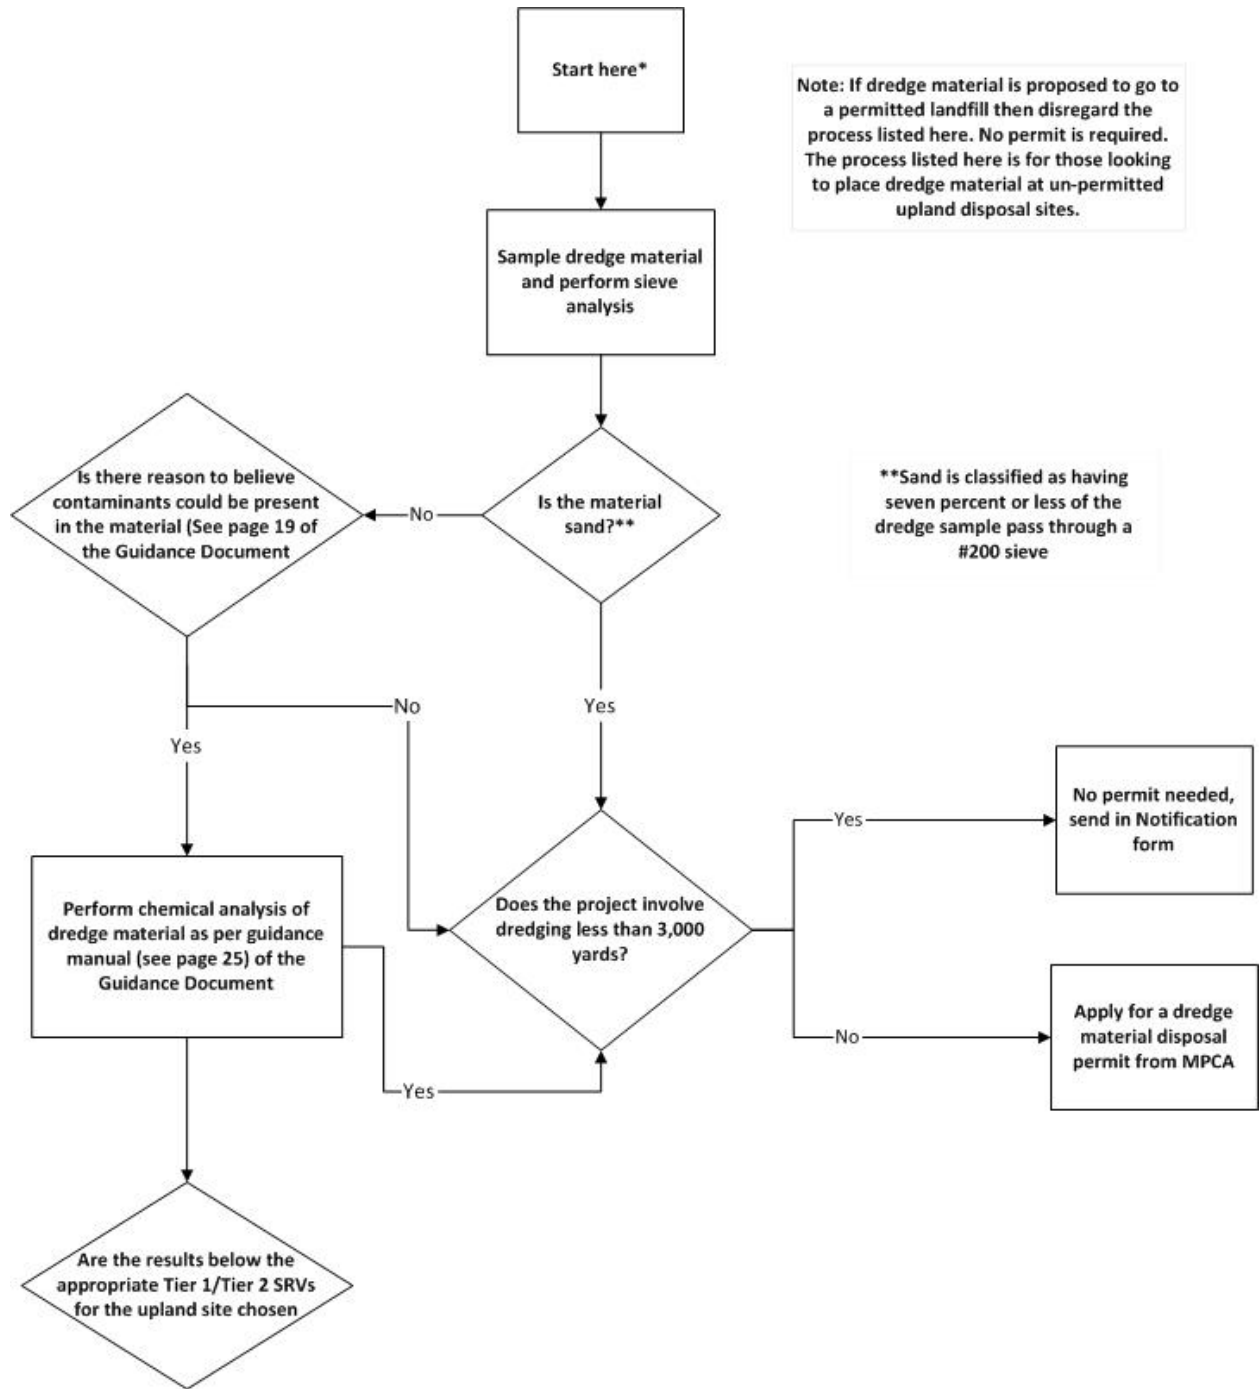 Start here*
Note: If dredge material is proposed to go to
a permitted landfill then disregard the
process listed here. No permit is required.
The process listed here is for those looking
to place dredge material at un-permitted
upland disposal sites.
Sample dredge material
and perform sieve
analysis
Is there reason to believe
contaminants could be present
in the material (See page 19 of
the Guidance Document
No
Is the material
sand?**
**Sand is classified as having
seven percent or less of the
dredge sample pass through a
#200 sieve
No
Yes
Yes
Perform chemical analysis of
dredge material as per guidance
manual (see page 25) of the
Guidance Document
Does the project involve
dredging less than 3,000
yards?
Yes
No permit needed,
send in Notification
form
No
Apply for a dredge
material disposal
permit from MPCA
Yes
Are the results below the
appropriate Tier 1/Tier 2 SRVs
for the upland site chosen